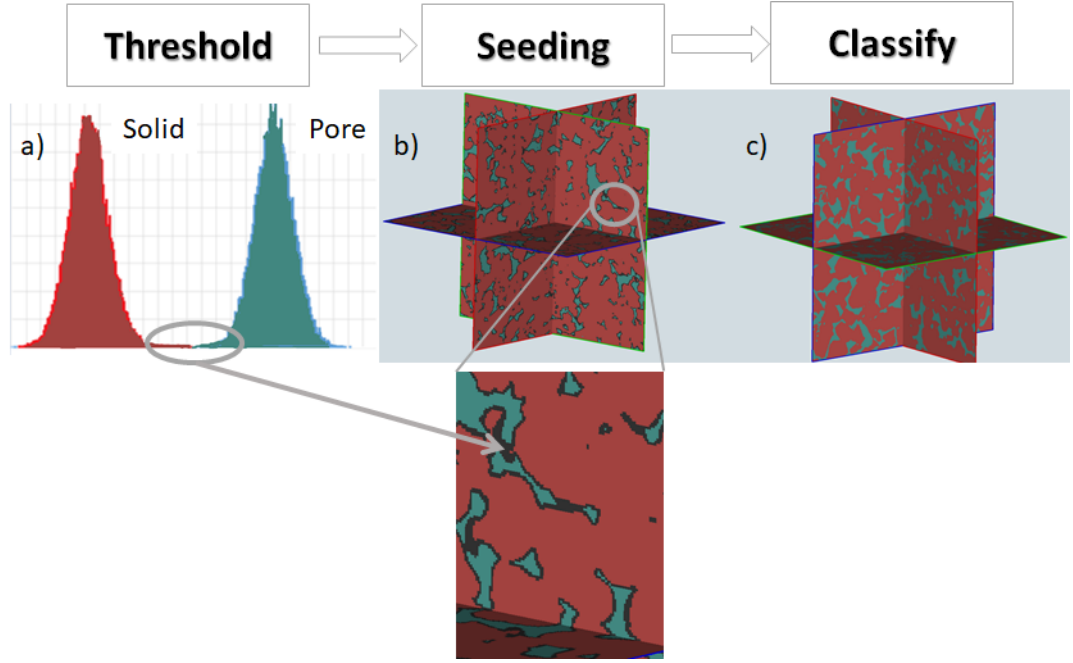 Threshold
Seeding
Classify
a)
Solid
Pore
b)
c)